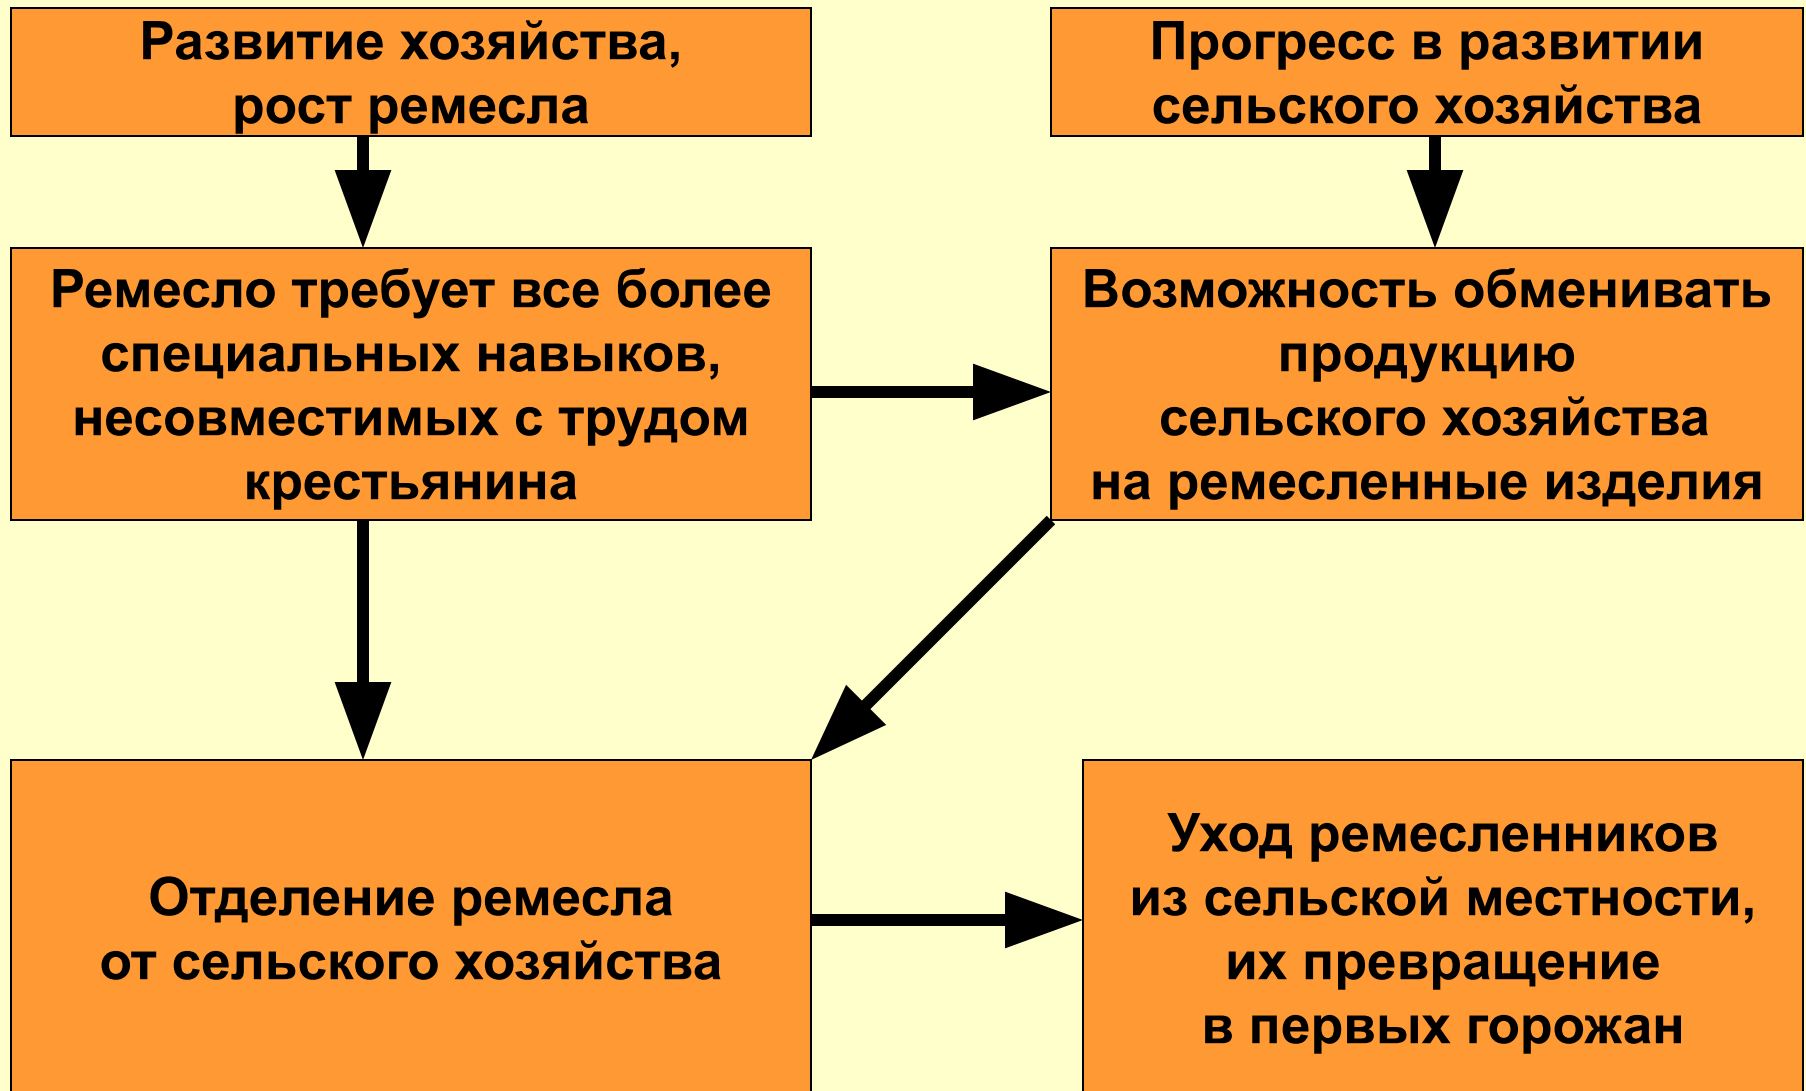 Развитие хозяйства,
рост ремесла
Прогресс в развитии
сельского хозяйства
Ремесло требует все более
специальных навыков,
несовместимых с трудом
крестьянина
Возможность обменивать
продукцию
сельского хозяйства
на ремесленные изделия
Отделение ремесла
от сельского хозяйства
Уход ремесленников
из сельской местности,
их превращение
в первых горожан